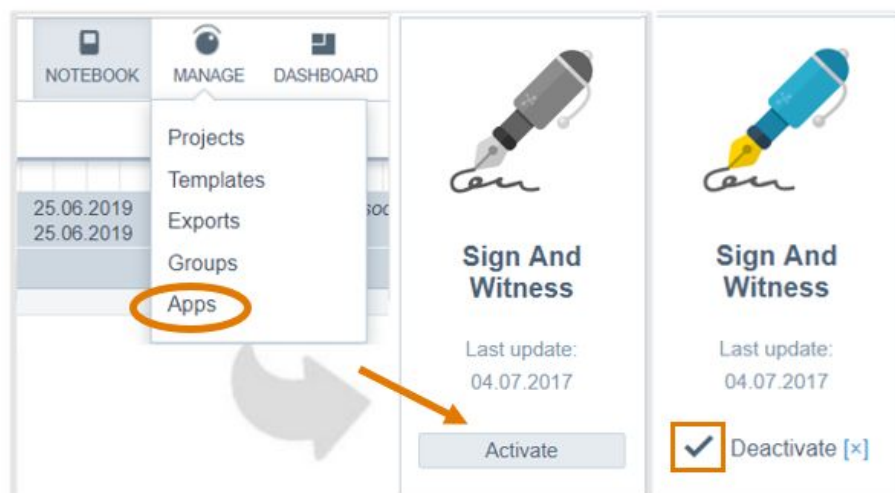 NOTEBOOK
MANAGE
DASHBOARD
Projects
Templates
Exports
Groups
Apps
25.06.2019
25.06.2019
Sign And
Witness
Last update:
04.07.2017
Activate
Sign And
Witness
Last update:
04.07.2017
Deactivate [×]